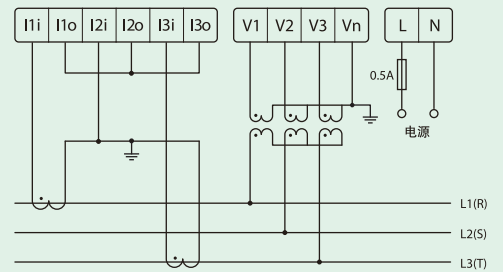 I1i I1o I2i I2o I3i I3o V1 V2 V3 Vn L N
0.5A
电源
L1(R)
L2(S)
L3(T)